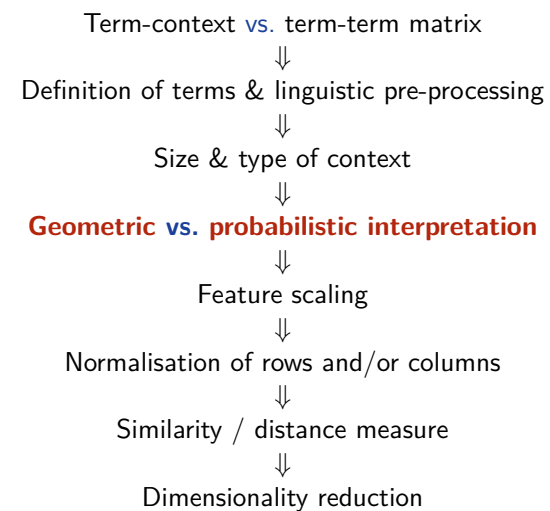 Term-context vs. term-term matrix
⇓
Definition of terms & linguistic pre-processing
⇓
Size & type of context
⇓
Geometric vs. probabilistic interpretation
⇓
Feature scaling
⇓
Normalisation of rows and/or columns
⇓
Similarity / distance measure
⇓
Dimensionality reduction